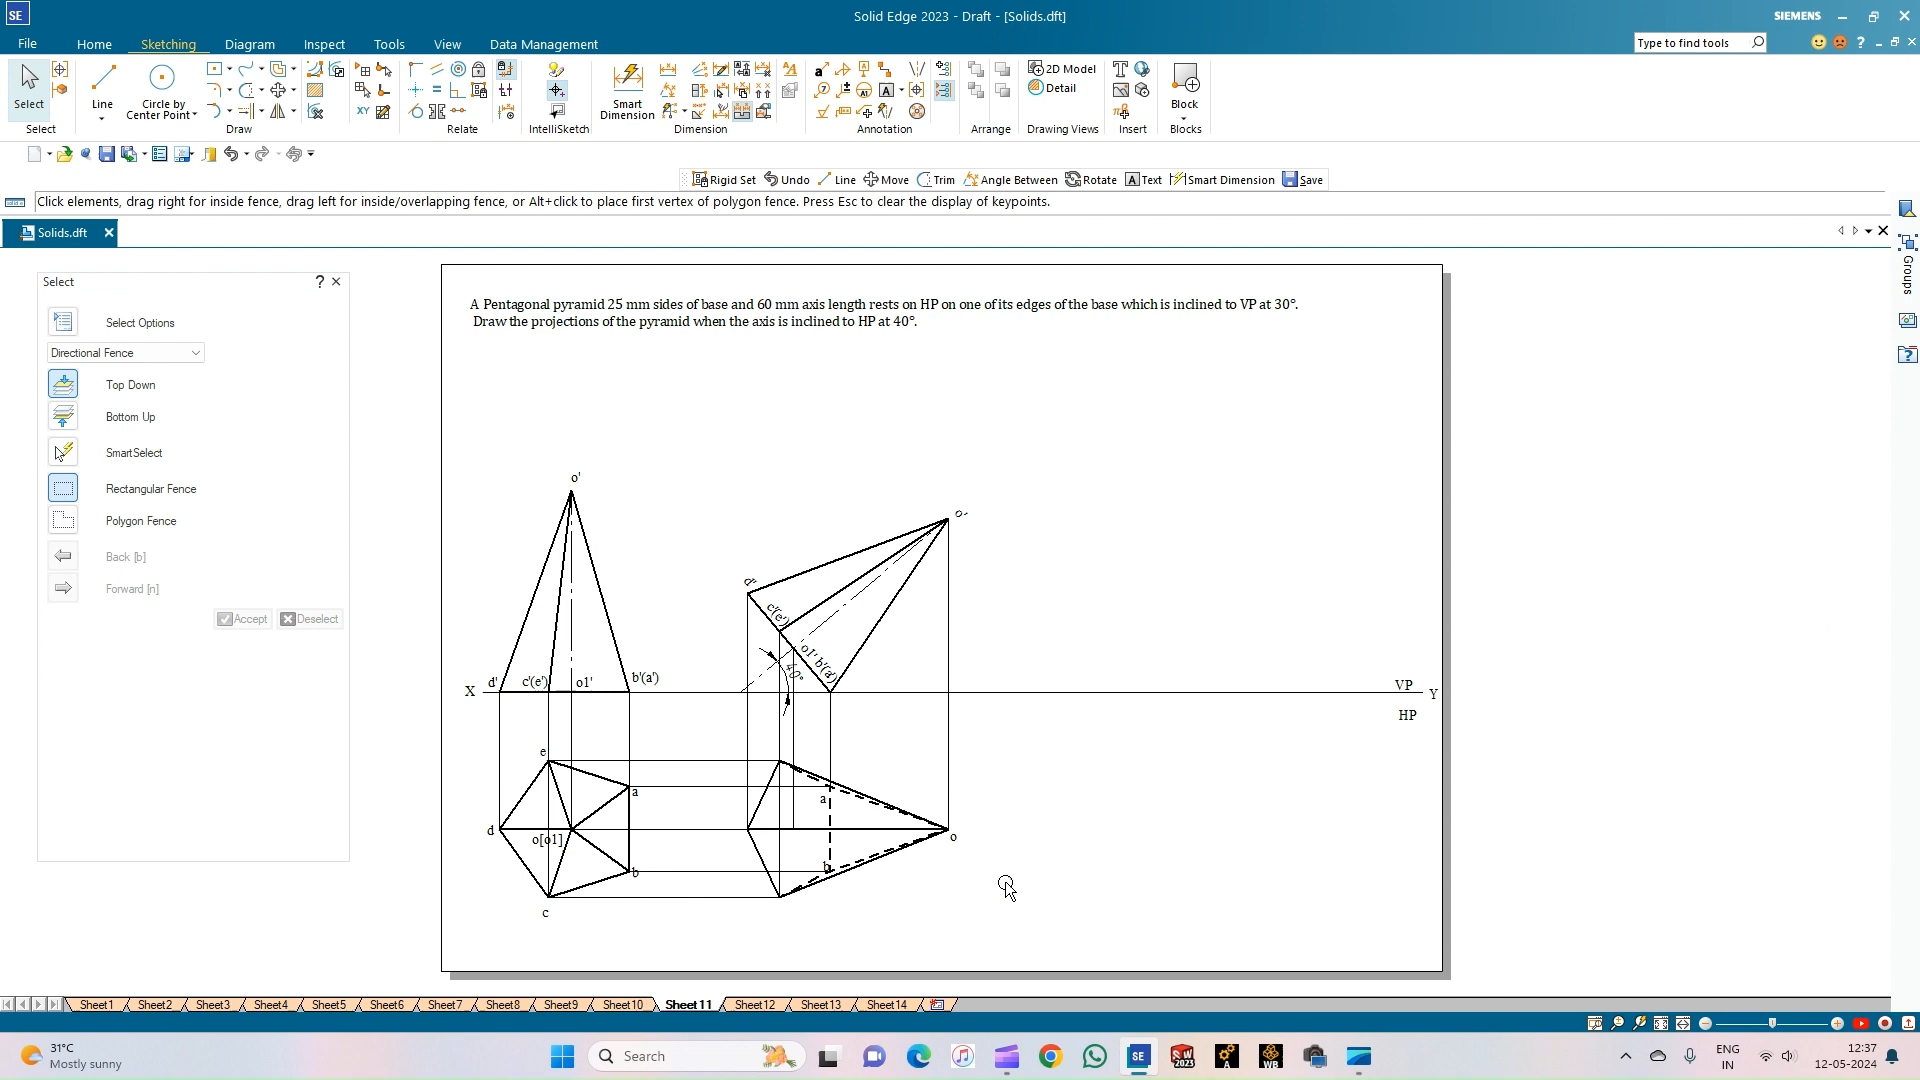 SE
Solid Edge 2023 - Draft - [Solids.dft]
SIEMENS
File Home Sketching Diagram Inspect Tools View Data Management
Type to find tools
Select
Line
Circle by
Center Point
Smart
Dimension
2D Model
Detail
Block
Select Draw Relate IntelliSketch Dimension Annotation Arrange Drawing Views Insert Blocks
Rigid Set Undo Line Move Trim Angle Between Rotate Text Smart Dimension Save
Click elements, drag right for inside fence, drag left for inside/overlapping fence, or Alt+click to place first vertex of polygon fence. Press Esc to clear the display of keypoints.
Solids.dft
Groups
Select
Select Options
Directional Fence
Top Down
Bottom Up
SmartSelect
Rectangular Fence
Polygon Fence
Back [b]
Forward [n]
Accept Deselect
A Pentagonal pyramid 25 mm sides of base and 60 mm axis length rests on HP on one of its edges of the base which is inclined to VP at 30°.
Draw the projections of the pyramid when the axis is inclined to HP at 40°.
o'
o'
d'
c'(e')
o1' b'(a')
40°
X d' c'(e') o1' b'(a')
VP
Y
HP
e
a
a
d o[o1]
o
b
b
c
Sheet1 Sheet2 Sheet3 Sheet4 Sheet5 Sheet6 Sheet7 Sheet8 Sheet9 Sheet10 Sheet11 Sheet12 Sheet13 Sheet14
31°C
Mostly sunny
Search
SE
ENG
IN
12:37
12-05-2024